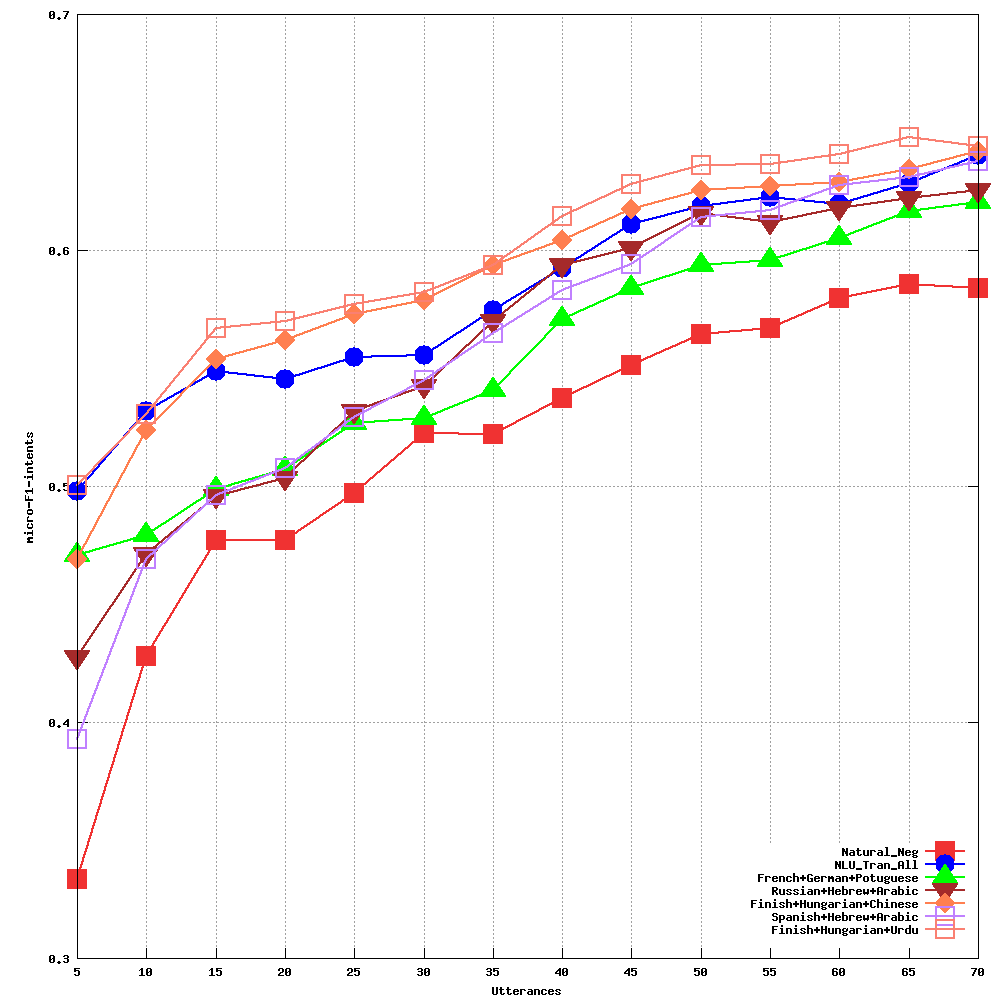 0.7
0.6
0.5
0.4
0.3
micro-F1-intents
5 10 15 20 25 30 35 40 45 50 55 60 65 70
Utterances
Natural_Neg
NLU_Tran_All
French+German+Potuguese
Russian+Hebrew+Arabic
Finish+Hungarian+Chinese
Spanish+Hebrew+Arabic
Finish+Hungarian+Urdu